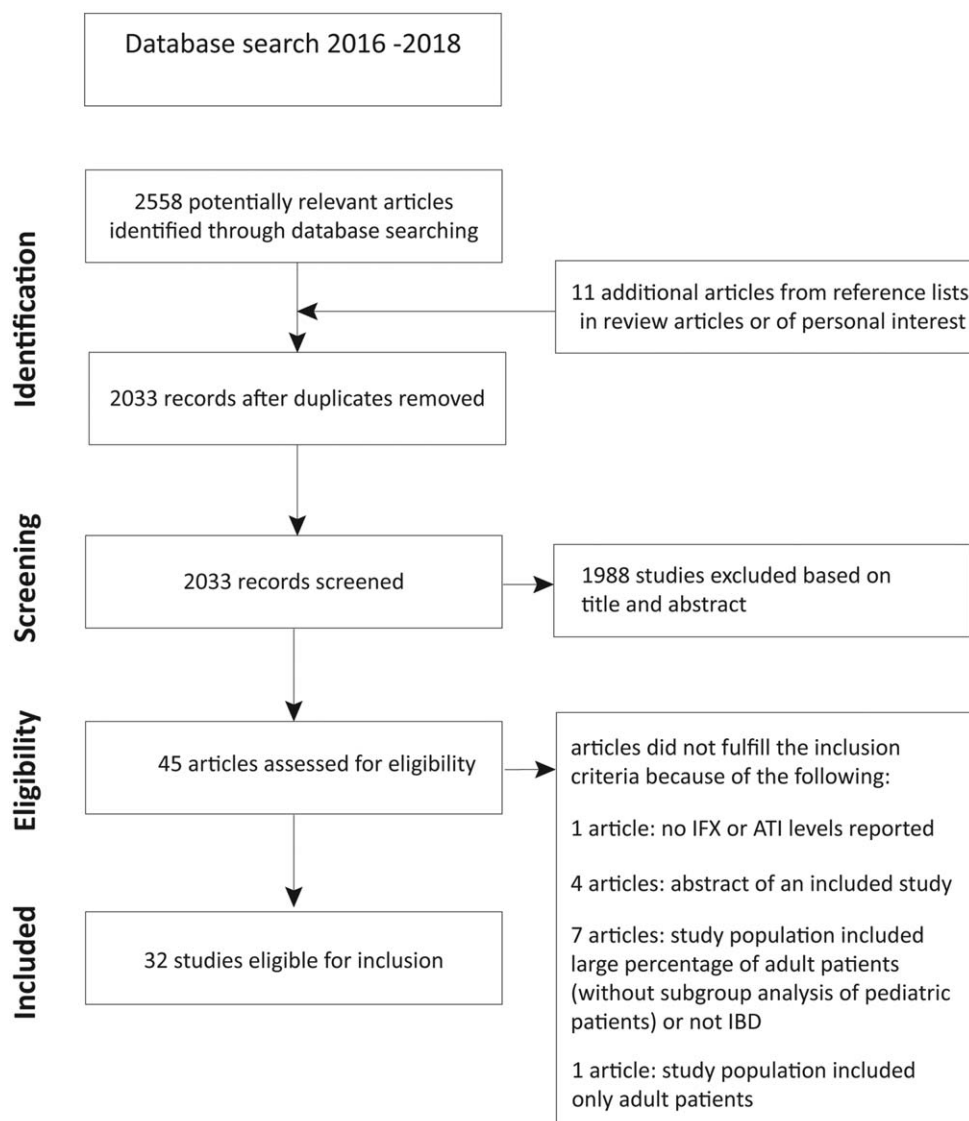 Database search 2016 -2018
Identification
2558 potentially relevant articles
identified through database searching
11 additional articles from reference lists
in review articles or of personal interest
2033 records after duplicates removed
Screening
2033 records screened
1988 studies excluded based on
title and abstract
Eligibility
45 articles assessed for eligibility
articles did not fulfill the inclusion
criteria because of the following:
1 article: no IFX or ATI levels reported
4 articles: abstract of an included study
7 articles: study population included
large percentage of adult patients
(without subgroup analysis of pediatric
patients) or not IBD
1 article: study population included
only adult patients
Included
32 studies eligible for inclusion